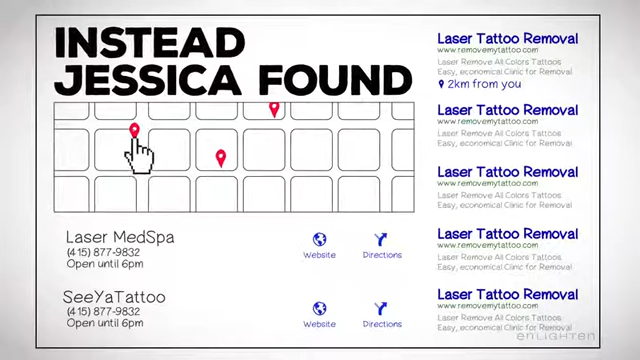 INSTEAD
JESSICA FOUND
Laser MedSpa
(415) 877-9832
Open until 6pm
Website
Directions
SeeYaTattoo
(415) 877-9832
Open until 6pm
Website
Directions
Laser Tattoo Removal
www.removemytattoo.com
Laser Remove All Colors Tattoos
Easy, economical Clinic for Removal
2km from you
Laser Tattoo Removal
www.removemytattoo.com
Laser Remove All Colors Tattoos
Easy, economical Clinic for Removal
Laser Tattoo Removal
www.removemytattoo.com
Laser Remove All Colors Tattoos
Easy, economical Clinic for Removal
Laser Tattoo Removal
www.removemytattoo.com
Laser Remove All Colors Tattoos
Easy, economical Clinic for Removal
Laser Tattoo Removal
www.removemytattoo.com
Laser Remove All Colors Tattoos
Easy, economical Clinic for Removal
enLIGHTen